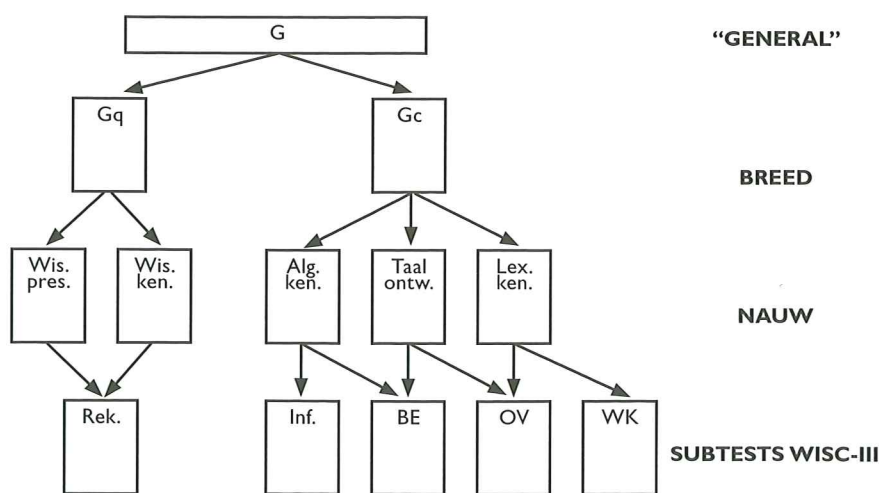 G
“GENERAL”
Gq
Gc
BREED
Wis.
pres.
Wis.
ken.
Alg.
ken.
Taal
ontw.
Lex.
ken.
NAUW
Rek.
Inf.
BE
OV
WK
SUBTESTS WISC-III